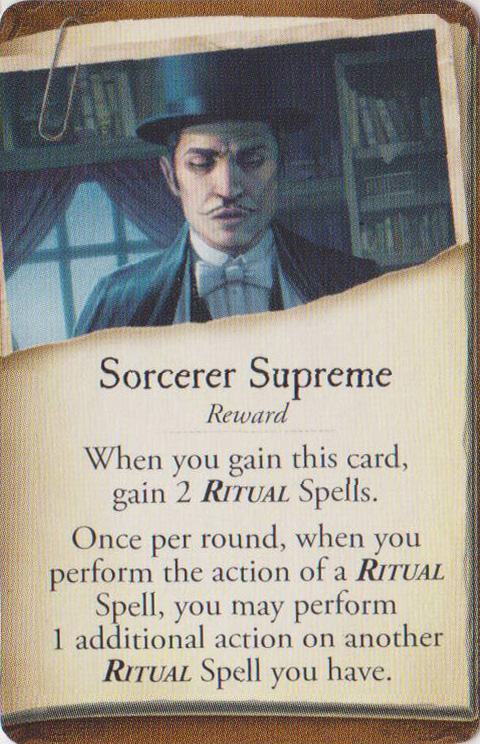 Sorcerer Supreme
Reward
When you gain this card,
gain 2 RITUAL Spells.
Once per round, when you
perform the action of a RITUAL
Spell, you may perform
1 additional action on another
RITUAL Spell you have.